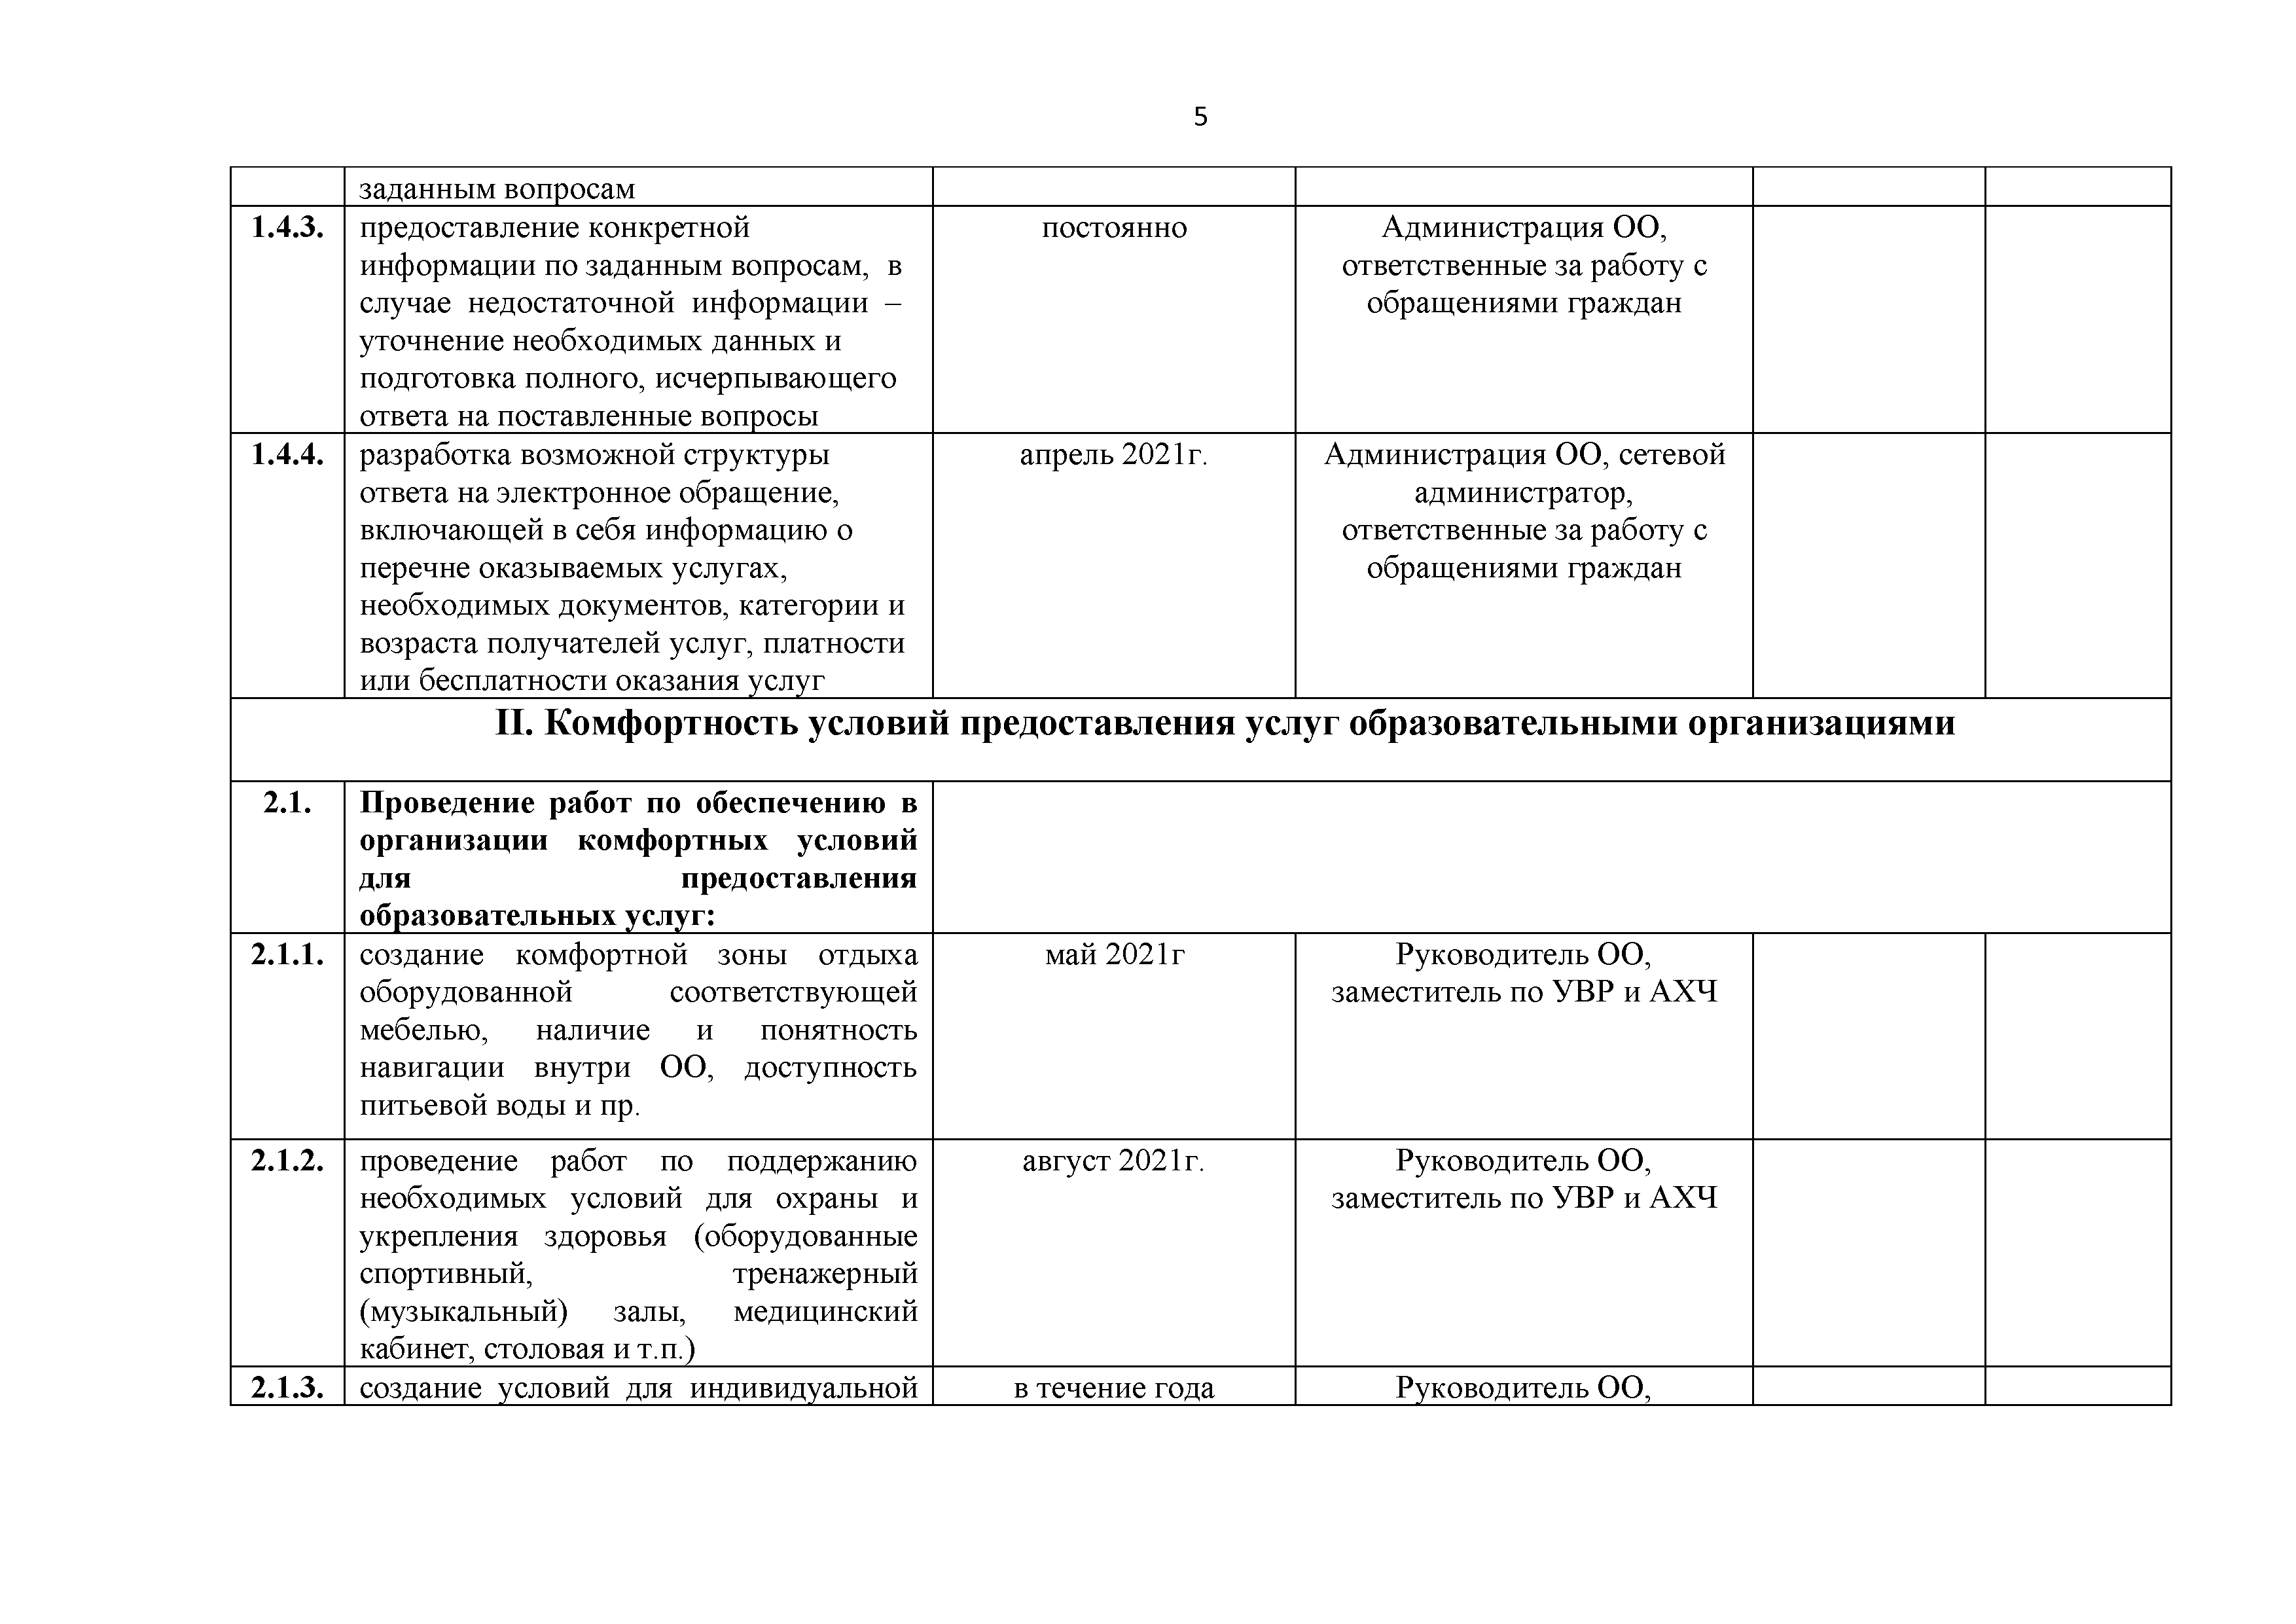 5
заданным вопросам
1.4.3.
предоставление конкретной
информации по заданным вопросам, в
случае недостаточной информации –
уточнение необходимых данных и
подготовка полного, исчерпывающего
ответа на поставленные вопросы
постоянно
Администрация ОО,
ответственные за работу с
обращениями граждан
1.4.4.
разработка возможной структуры
ответа на электронное обращение,
включающей в себя информацию о
перечне оказываемых услугах,
необходимых документов, категории и
возраста получателей услуг, платности
или бесплатности оказания услуг
апрель 2021г.
Администрация ОО, сетевой
администратор,
ответственные за работу с
обращениями граждан
II. Комфортность условий предоставления услуг образовательными организациями
2.1.
Проведение работ по обеспечению в
организации комфортных условий
для предоставления
образовательных услуг:
2.1.1.
создание комфортной зоны отдыха
оборудованной соответствующей
мебелью, наличие и понятность
навигации внутри ОО, доступность
питьевой воды и пр.
май 2021г
Руководитель ОО,
заместитель по УВР и АХЧ
2.1.2.
проведение работ по поддержанию
необходимых условий для охраны и
укрепления здоровья (оборудованные
спортивный, тренажерный
(музыкальный) залы, медицинский
кабинет, столовая и т.п.)
август 2021г.
Руководитель ОО,
заместитель по УВР и АХЧ
2.1.3.
создание условий для индивидуальной
в течение года
Руководитель ОО,